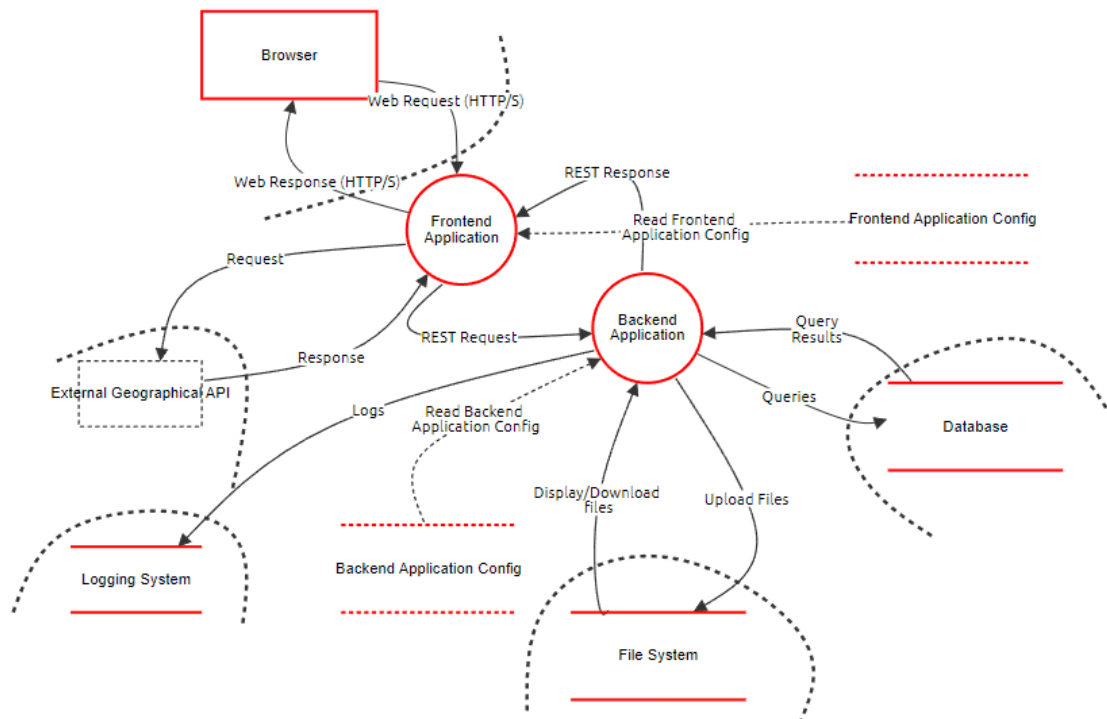 Browser
Web Request (HTTP/S)
REST Response
Web Response (HTTP/S)
Frontend
Application
Read Frontend
Application Config
Frontend Application Config
Request
Backend
Application
Query
Results
REST Request
Response
External Geographical API
Logs
Read Backend
Application Config
Queries
Database
Display/Download
files
Upload Files
Logging System
Backend Application Config
File System